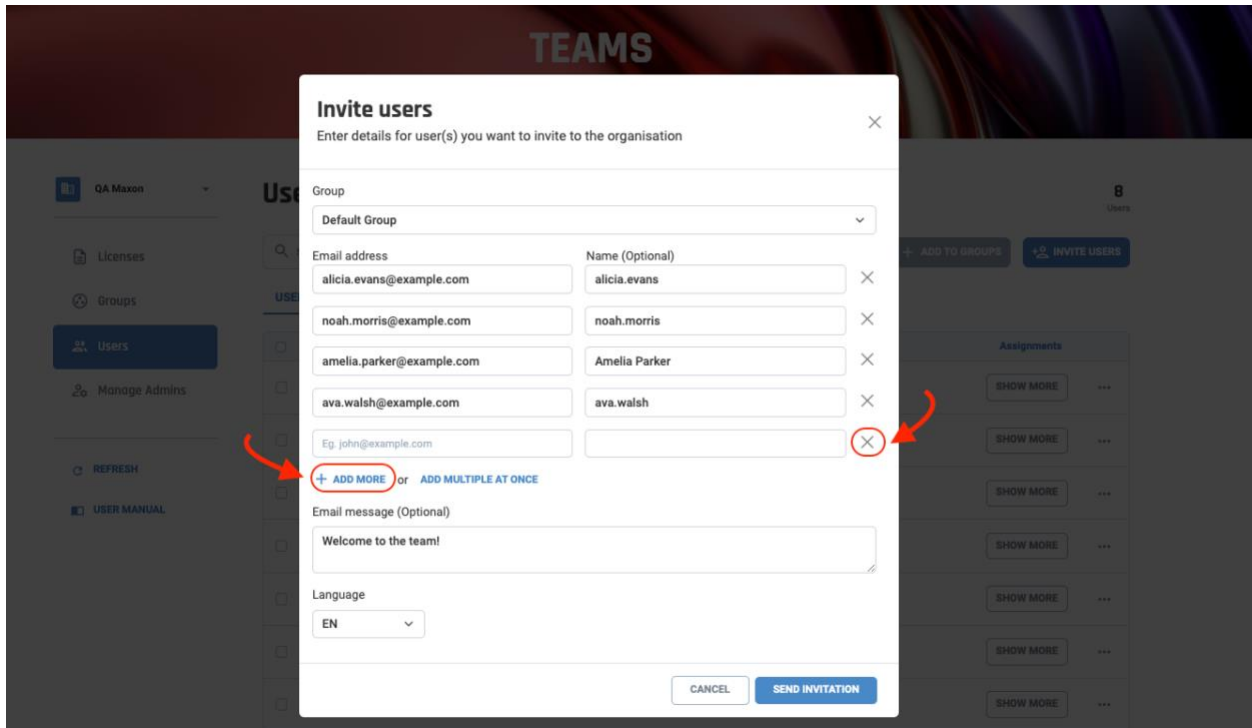 TEAMS
Invite users
Enter details for user(s) you want to invite to the organisation
QA Maxon
Use
8
Users
Group
Default Group
Licenses
+ ADD TO GROUPS
INVITE USERS
Email address
Name (Optional)
alicia.evans@example.com
alicia.evans
Groups
USE
noah.morris@example.com
noah.morris
Users
Assignments
amelia.parker@example.com
Amelia Parker
Manage Admins
SHOW MORE
ava.walsh@example.com
ava.walsh
Eg. john@example.com
SHOW MORE
REFRESH
+ ADD MORE or ADD MULTIPLE AT ONCE
SHOW MORE
USER MANUAL
Email message (Optional)
Welcome to the team!
SHOW MORE
Language
SHOW MORE
EN
SHOW MORE
CANCEL
SEND INVITATION
SHOW MORE